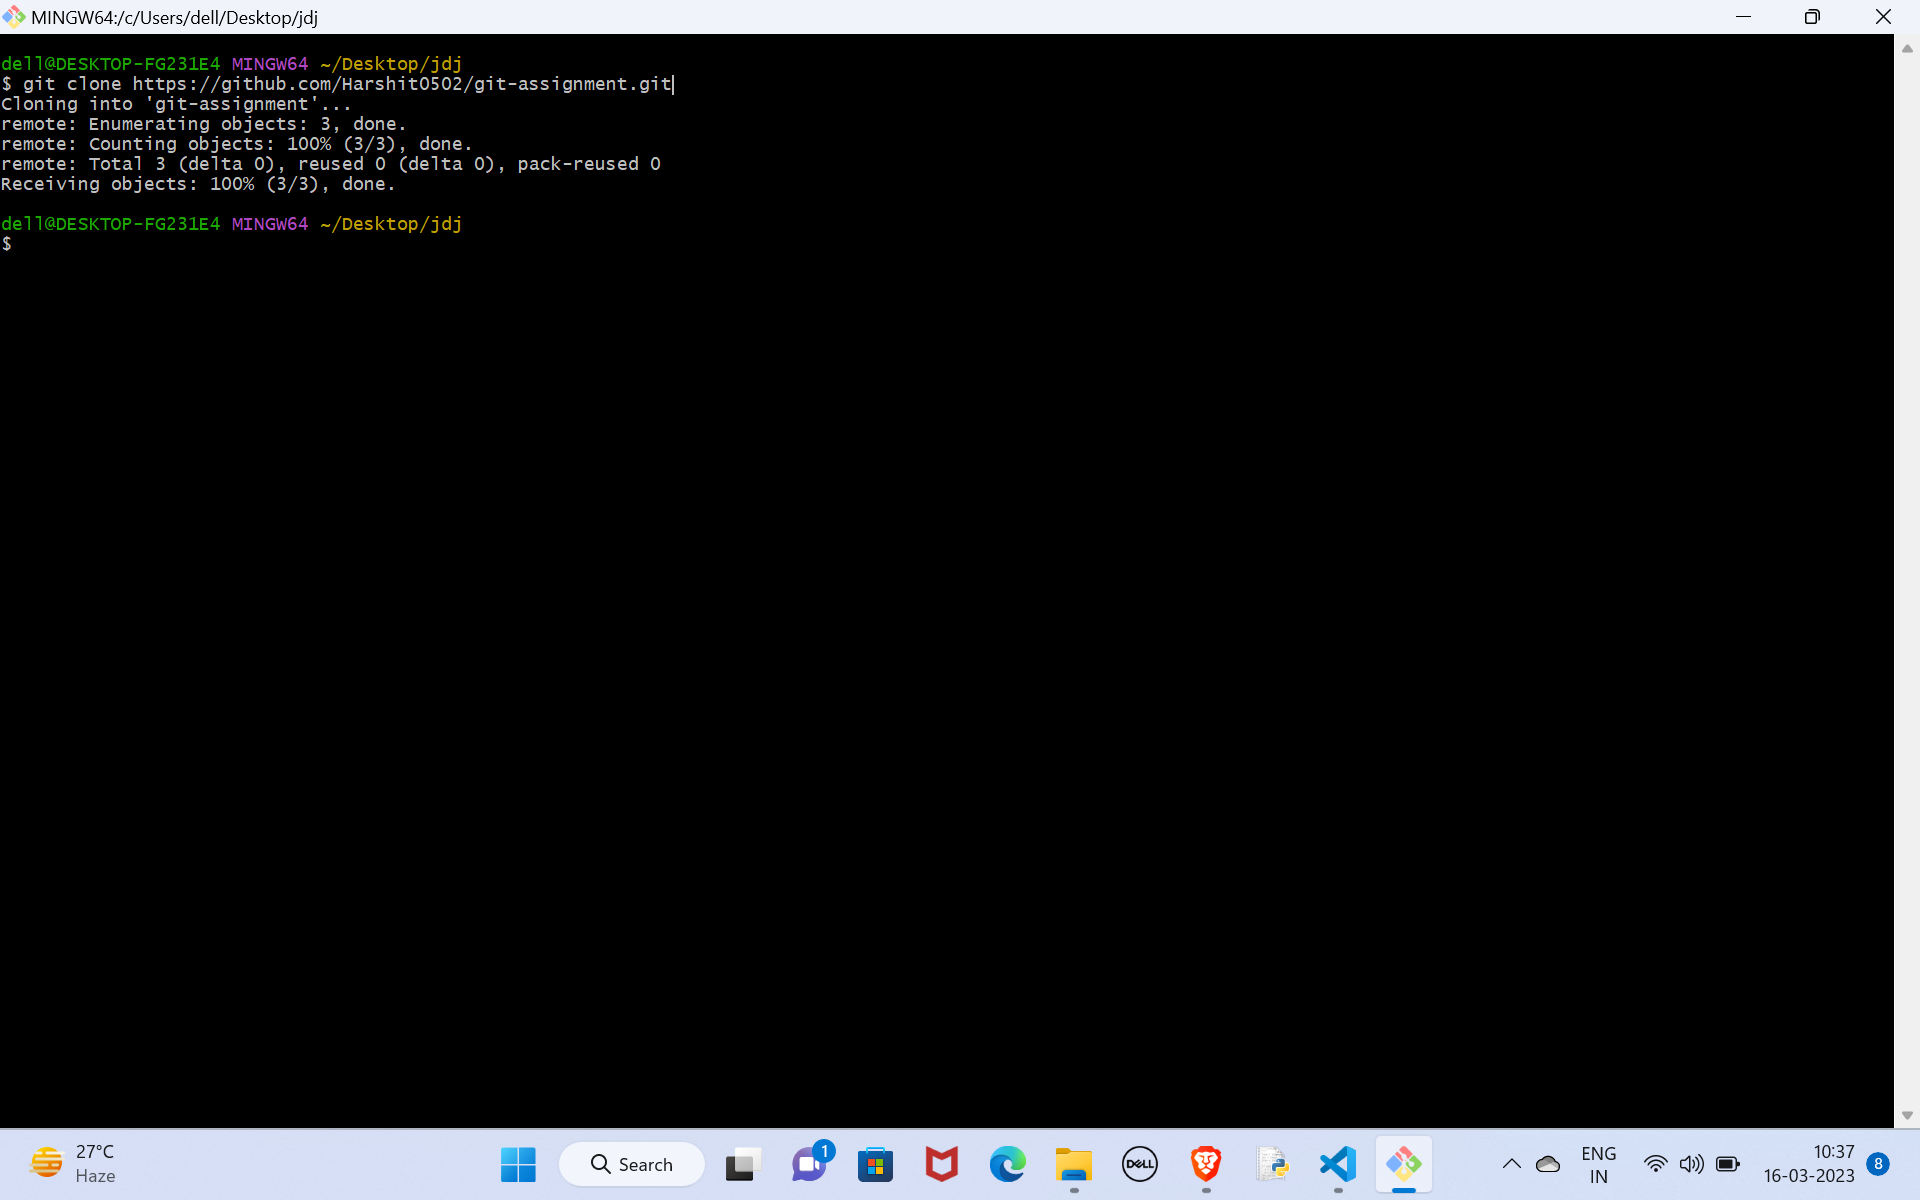 MINGW64:/c/Users/dell/Desktop/jdj
dell@DESKTOP-FG231E4 MINGW64 ~/Desktop/jdj
$ git clone https://github.com/Harshit0502/git-assignment.git
Cloning into 'git-assignment'...
remote: Enumerating objects: 3, done.
remote: Counting objects: 100% (3/3), done.
remote: Total 3 (delta 0), reused 0 (delta 0), pack-reused 0
Receiving objects: 100% (3/3), done.
dell@DESKTOP-FG231E4 MINGW64 ~/Desktop/jdj
$
27°C
Haze
Search
1
DELL
ENG
IN
10:37
16-03-2023
8